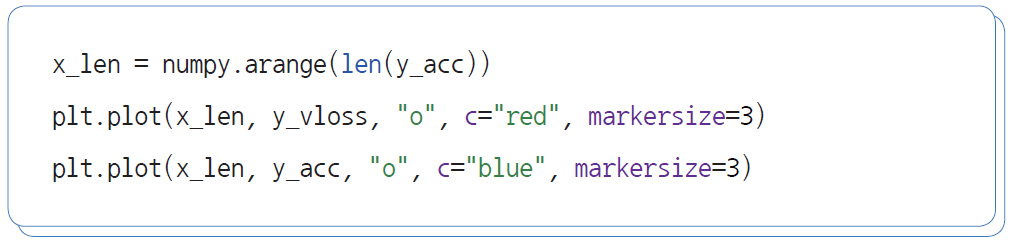 x_len = numpy.arange(len(y_acc))
plt.plot(x_len, y_vloss, "o", c="red", markersize=3)
plt.plot(x_len, y_acc, "o", c="blue", markersize=3)